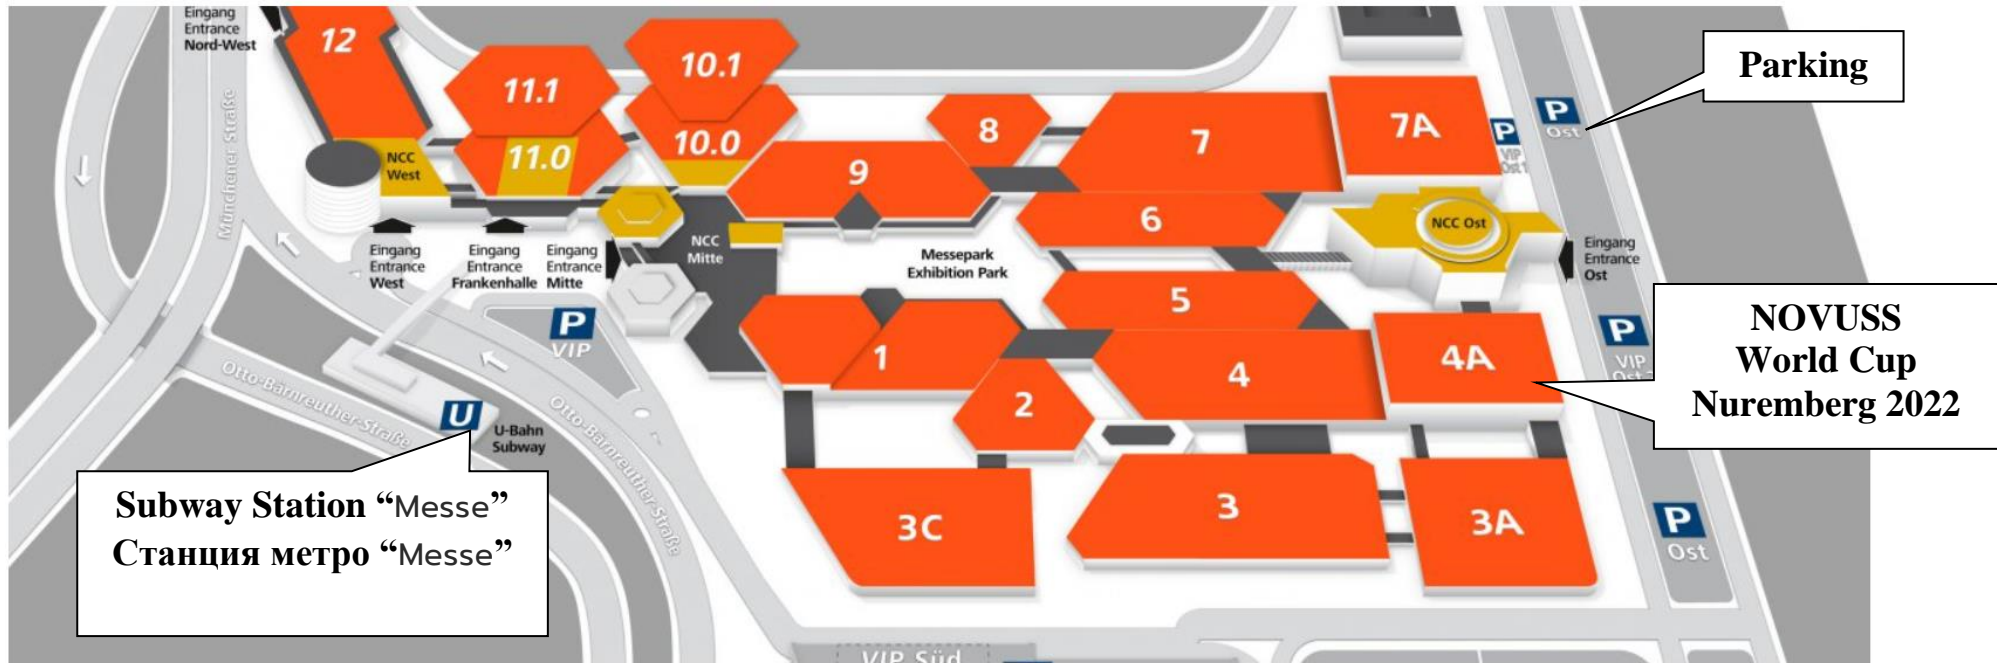 Eingang
Entrance
Nord-West
12
11.1
10.1
11.0
10.0
NCC
West
9
8
7
7A
P
VIP
Ost 1
P
Ost
Parking
Münchener Straße
6
NCC Ost
Eingang
Entrance
Ost
Eingang
Entrance
West
Eingang
Entrance
Frankenhalle
Eingang
Entrance
Mitte
NCC
Mitte
Messepark
Exhibition Park
5
P
VIP
1
2
4
4A
P
VIP
NOVUSS
World Cup
Nuremberg 2022
Otto-Bärnreuther-Straße
Otto-Bärnreuther-Straße
U
U-Bahn
Subway
Subway Station “Messe”
Станция метро “Messe”
3C
3
3A
P
Ost
VIP Süd